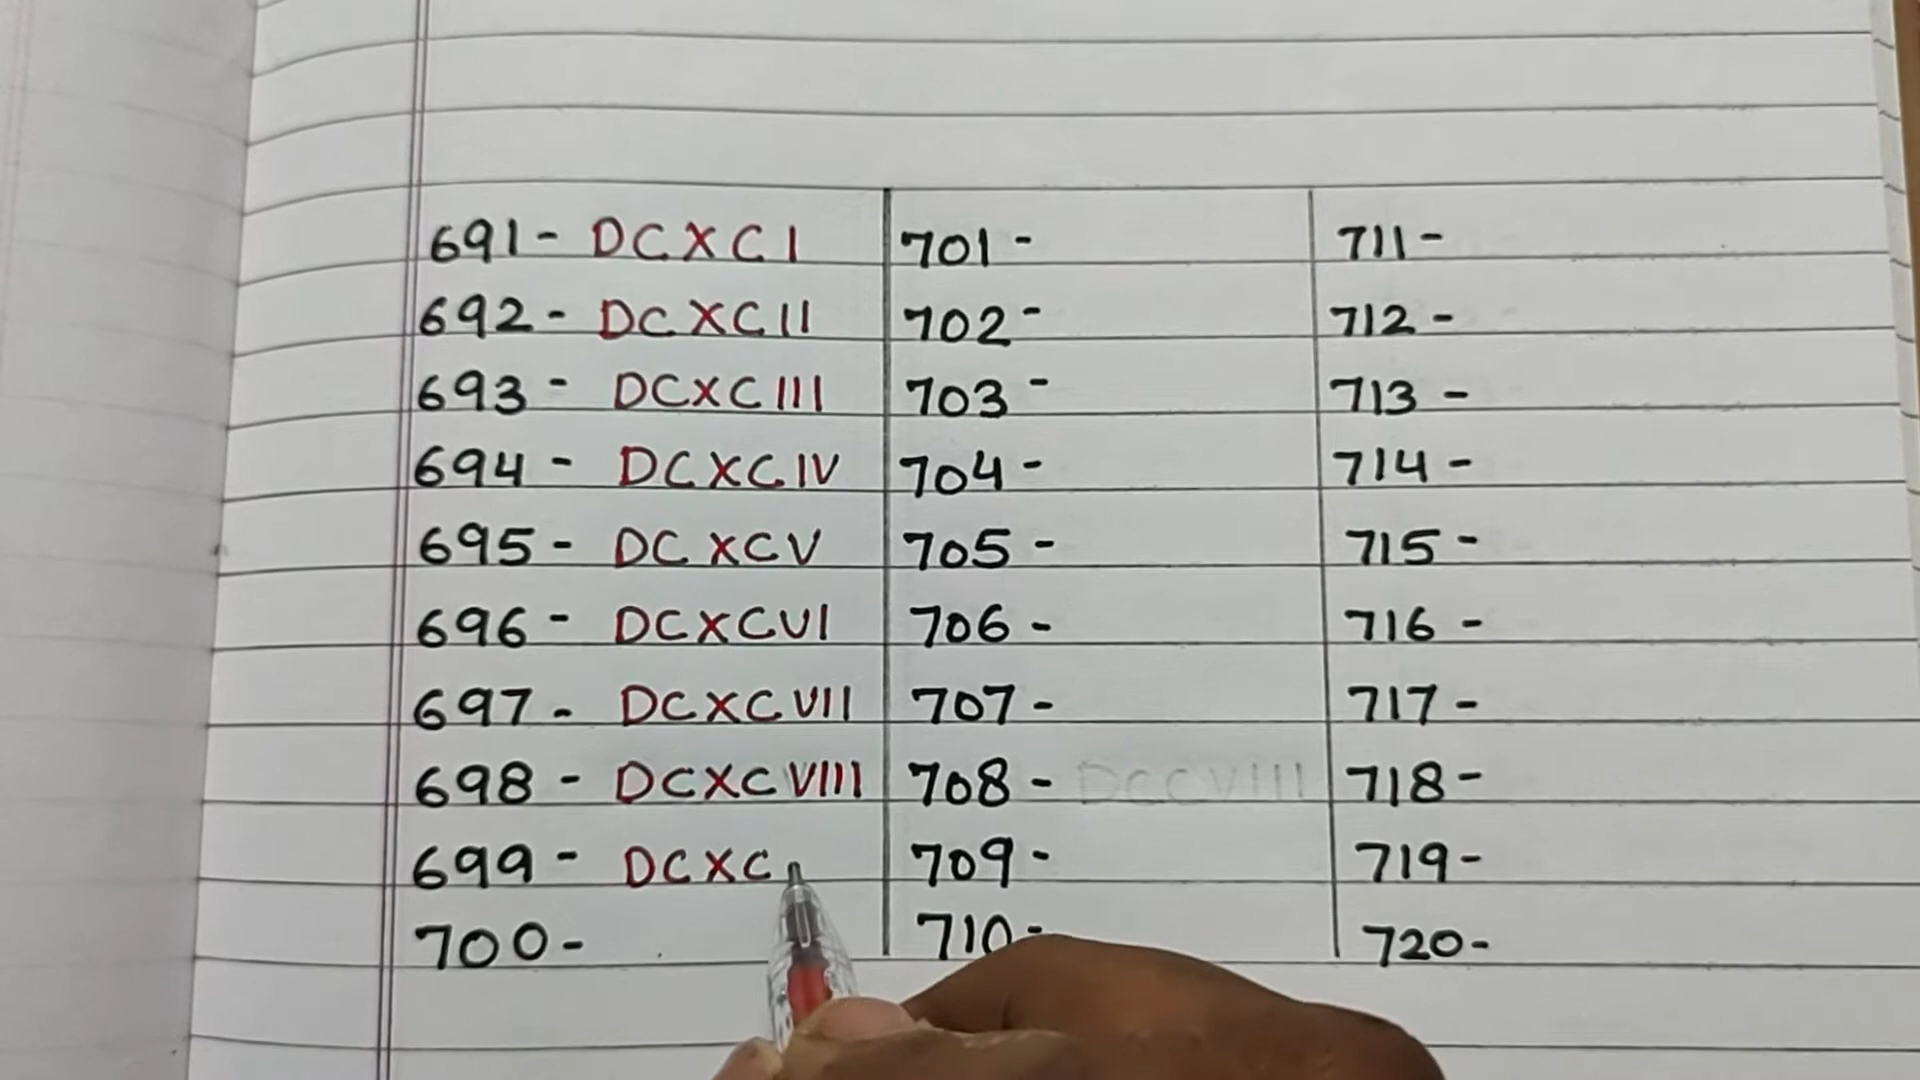 691 - DCXCI
692 - DCXCII
693 - DCXCIII
694 - DCXCIV
695 - DCXCV
696 - DCXCVI
697 - DCXCVII
698 - DCXCVIII
699 - DCXC
700 -
701 -
702 -
703 -
704 -
705 -
706 -
707 -
708 - DCCVIII
709 -
710 -
711 -
712 -
713 -
714 -
715 -
716 -
717 -
718 -
719 -
720 -